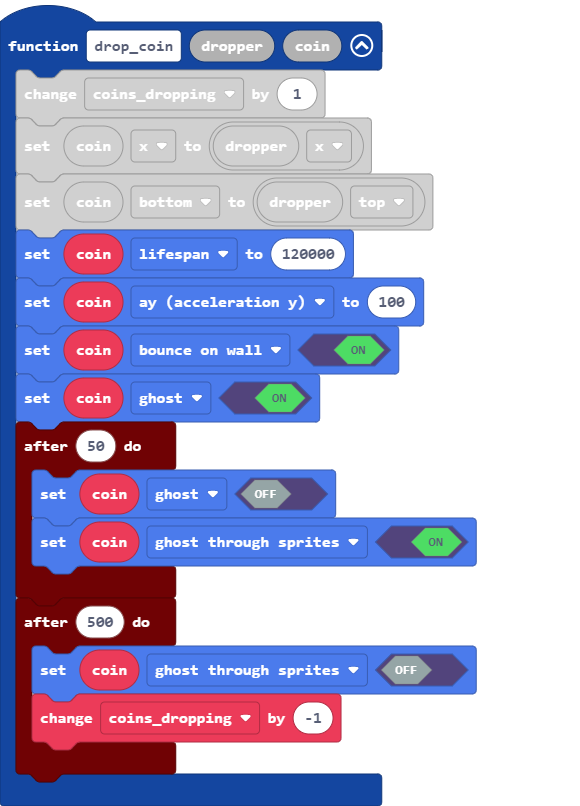 function drop_coin dropper coin
change coins_dropping by 1
set coin x to dropper x
set coin bottom to dropper top
set coin lifespan to 120000
set coin ay (acceleration y) to 100
set coin bounce on wall ON
set coin ghost ON
after 50 do
set coin ghost OFF
set coin ghost through sprites ON
after 500 do
set coin ghost through sprites OFF
change coins_dropping by -1